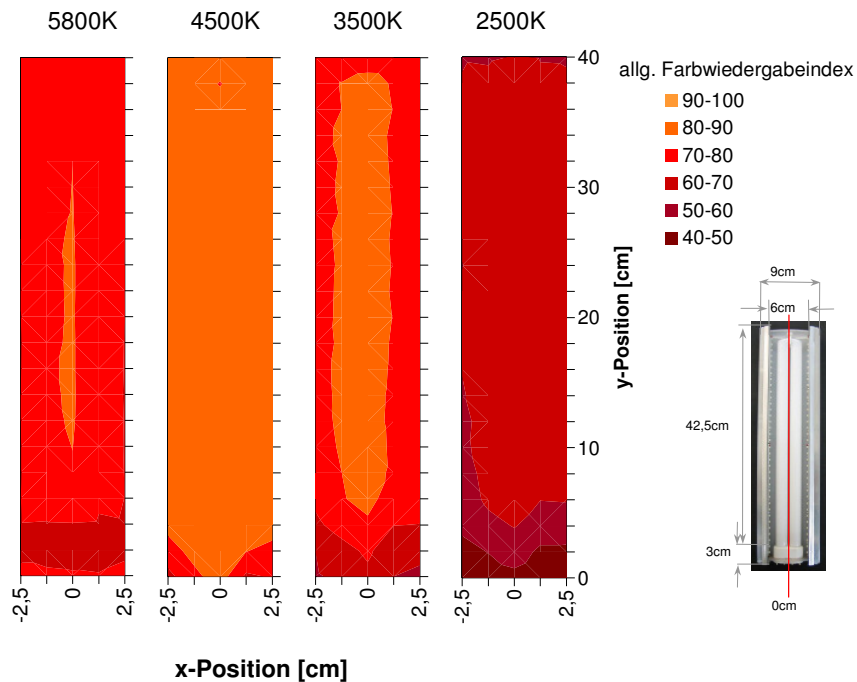 5800K 4500K 3500K 2500K
allg. Farbwiedergabeindex
90-100
80-90
70-80
60-70
50-60
40-50
40
30
20
10
0
y-Position [cm]
-2,5 0 2,5 -2,5 0 2,5 -2,5 0 2,5 -2,5 0 2,5
x-Position [cm]
9cm
6cm
42,5cm
3cm
0cm